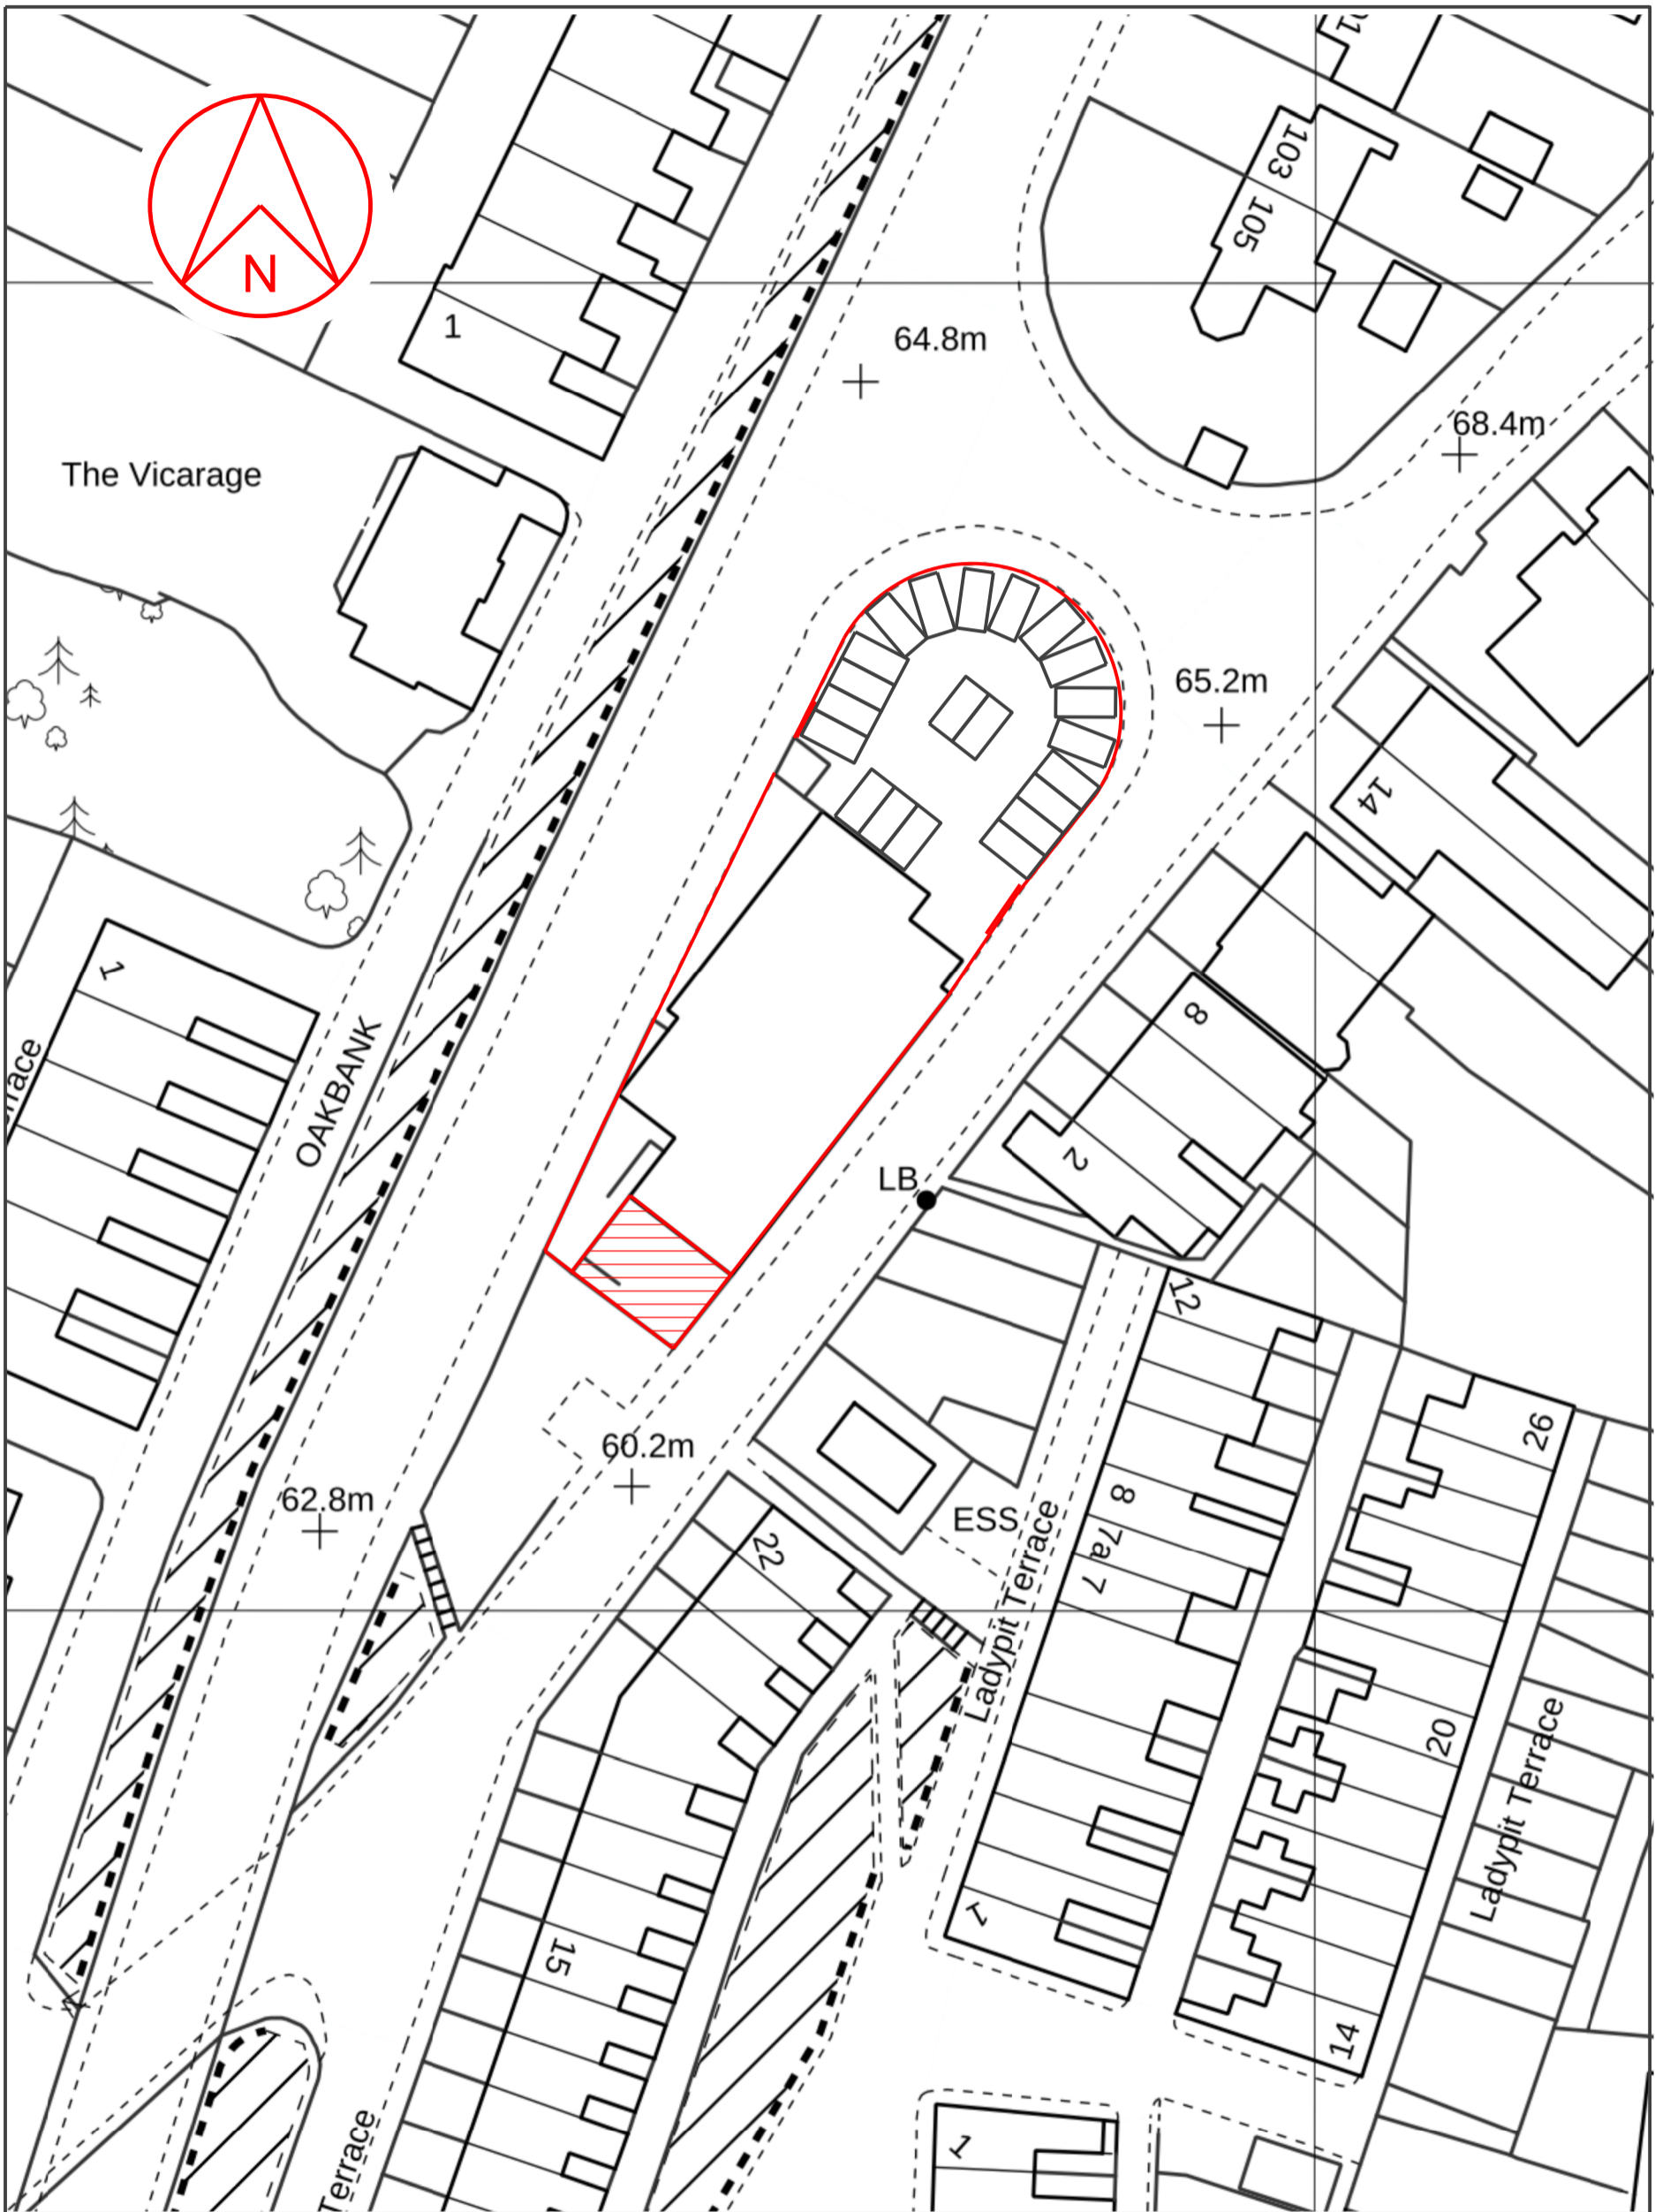 01
103
105
N
1
64.8m
68.4m
The Vicarage
65.2m
14
1
8
OAKBANK
2
LB
12
26
60.2m
62.8m
8
ESS
22
7a
7
Ladypit Terrace
20
Ladypit Terrace
1
15
14
Terrace
1